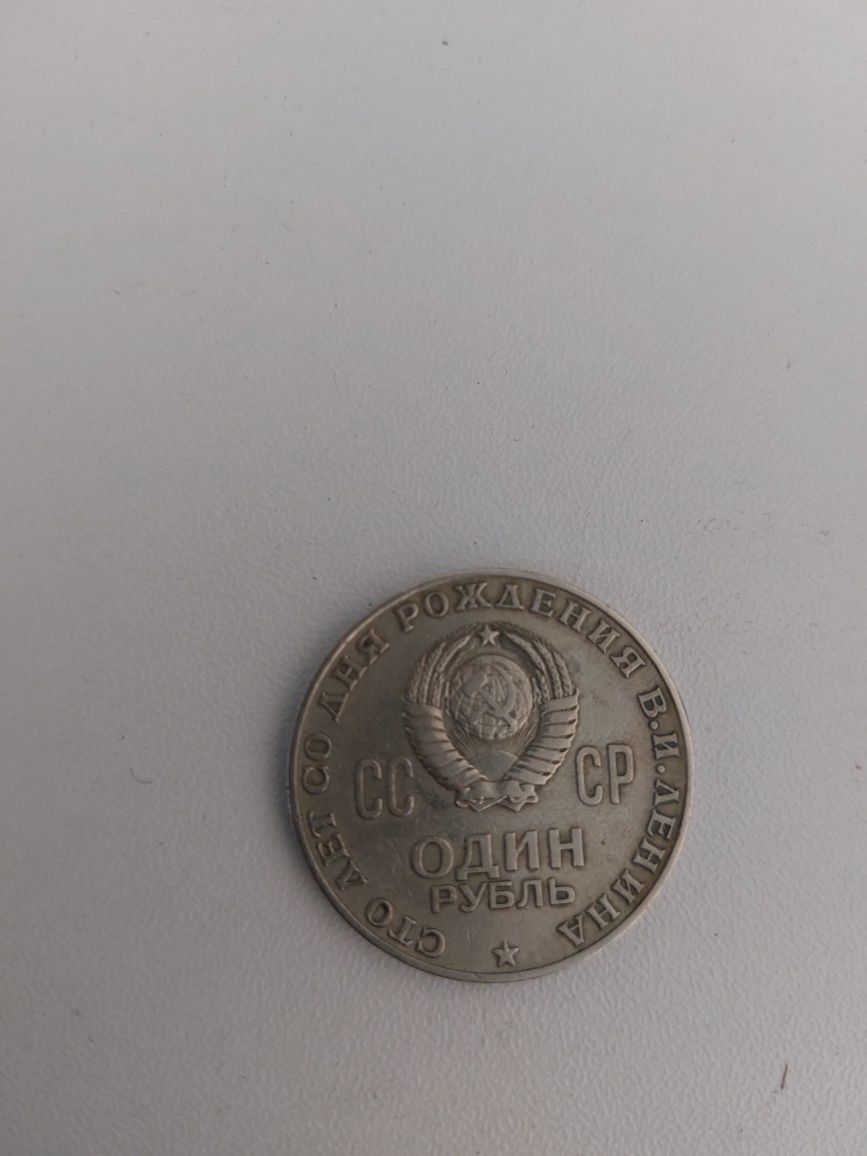 СТО ЛЕТ СО ДНЯ РОЖДЕНИЯ В.И.ЛЕНИНА
СС СР
ОДИН
РУБЛЬ